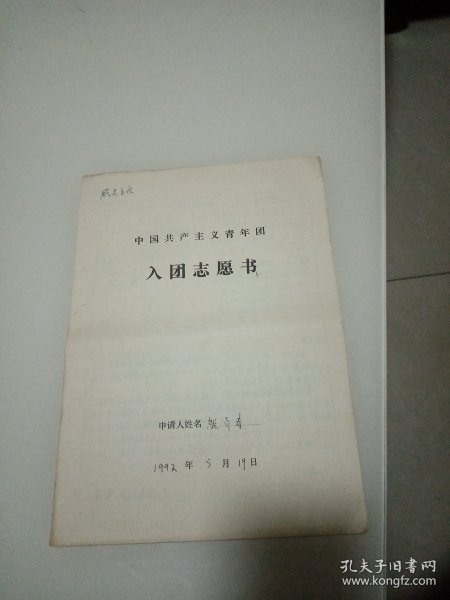 中国共产主义青年团
入团志愿书
申请人姓名
1992 年 5 月 19 日
孔夫子旧书网
www.kongfz.com